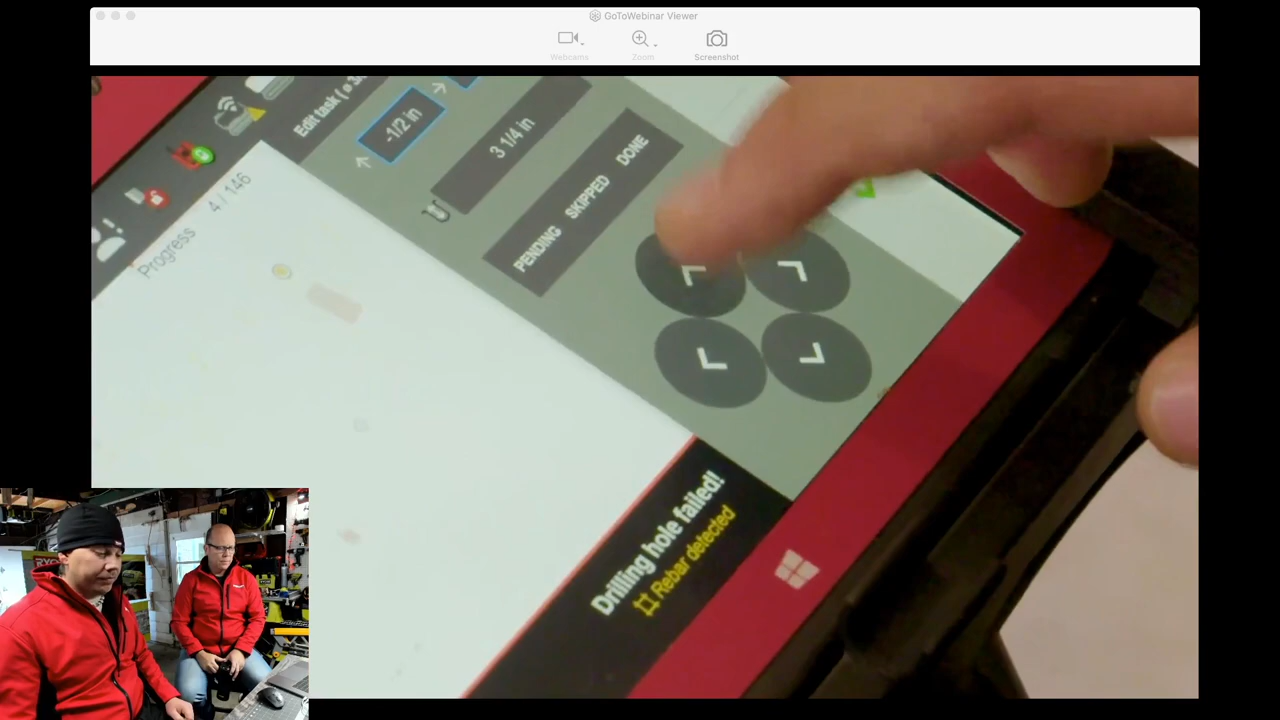 GoToWebinar Viewer
Webcams
Zoom
Screenshot
Edit task (
-1/2 in
3 1/4 in
PENDING SKIPPED DONE
Progress 4 / 146
Drilling hole failed!
Rebar detected